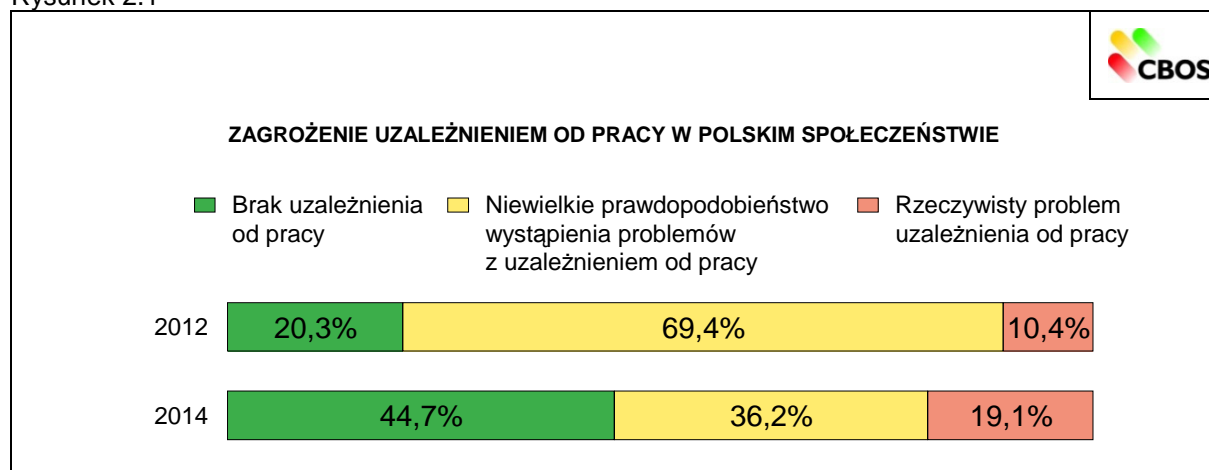 Rysunek 2.1
CBOS
ZAGROŻENIE UZALEŻNIENIEM OD PRACY W POLSKIM SPOŁECZEŃSTWIE
Brak uzależnienia
od pracy
Niewielkie prawdopodobieństwo
wystąpienia problemów
z uzależnieniem od pracy
Rzeczywisty problem
uzależnienia od pracy
2012 20,3% 69,4% 10,4%
2014 44,7% 36,2% 19,1%